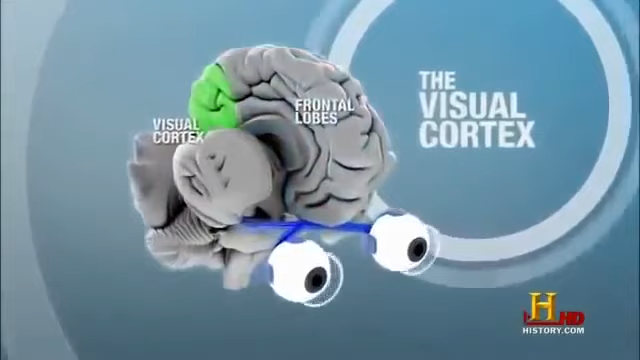 THE
VISUAL
CORTEX
FRONTAL
LOBES
VISUAL
CORTEX
H
HD
HISTORY.COM